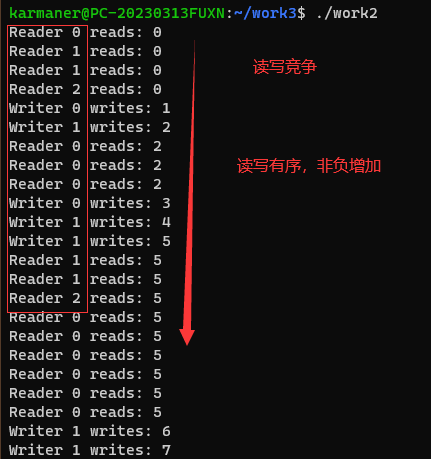 karmaner@PC-20230313FUXN:~/work3$ ./work2
Reader 0 reads: 0
Reader 1 reads: 0
Reader 1 reads: 0
Reader 2 reads: 0
Writer 0 writes: 1
Writer 1 writes: 2
Reader 0 reads: 2
Reader 0 reads: 2
Reader 0 reads: 2
Writer 0 writes: 3
Writer 1 writes: 4
Writer 1 writes: 5
Reader 1 reads: 5
Reader 1 reads: 5
Reader 2 reads: 5
Reader 0 reads: 5
Reader 0 reads: 5
Reader 0 reads: 5
Reader 0 reads: 5
Reader 0 reads: 5
Reader 0 reads: 5
Writer 1 writes: 6
Writer 1 writes: 7
读写竞争
读写有序，非负增加